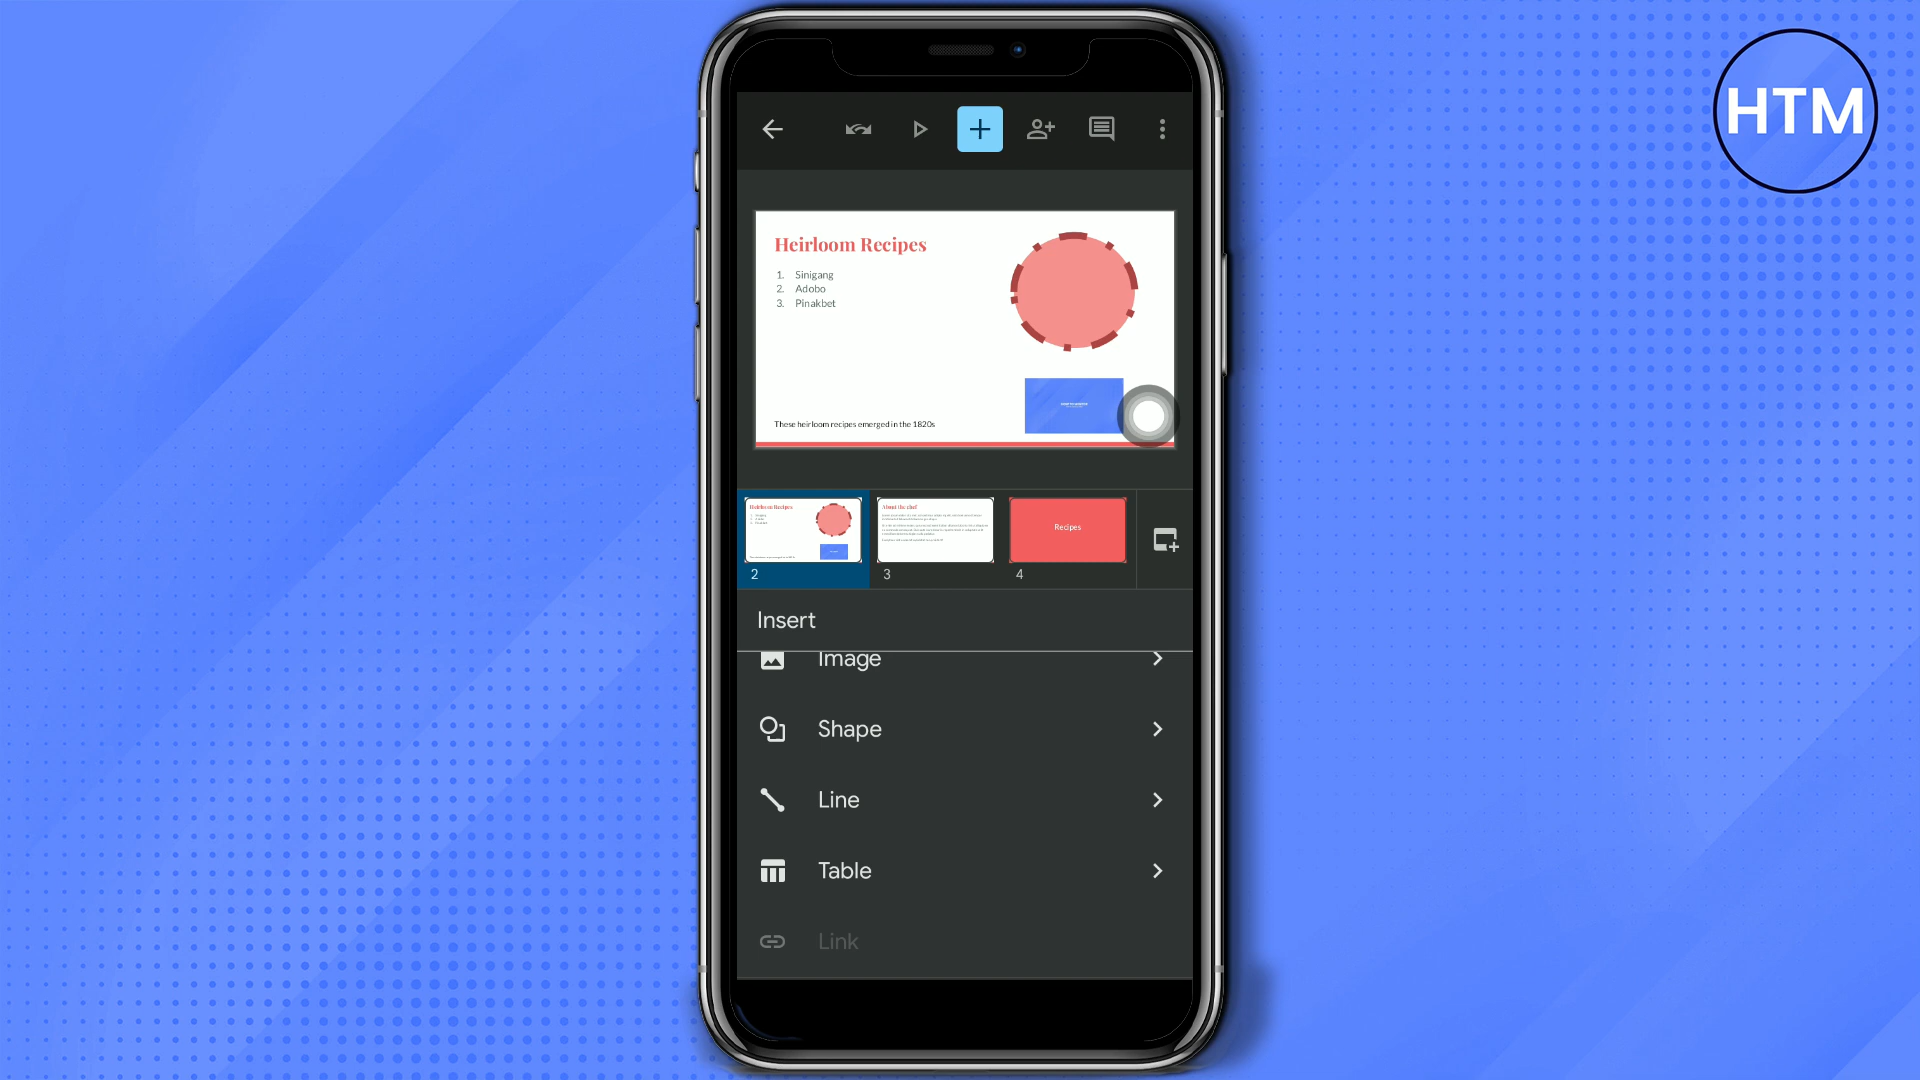 HTM
Heirloom Recipes
1. Sinigang
2. Adobo
3. Pinakbet
These heirloom recipes emerged in the 1820s
Heirloom Recipes
About the chef
Recipes
2
3
4
Insert
Image
Shape
Line
Table
Link